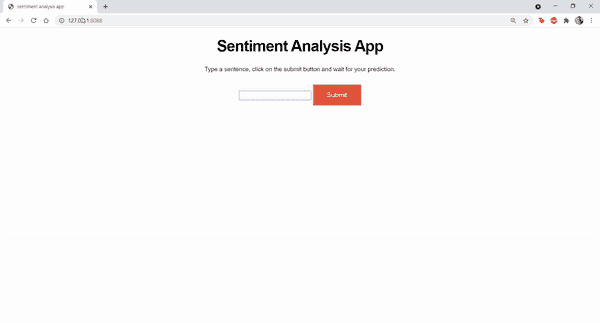 sentiment analysis app
127.0.0.1:8088
Sentiment Analysis App
Type a sentence, click on the submit button and wait for your prediction.
Submit